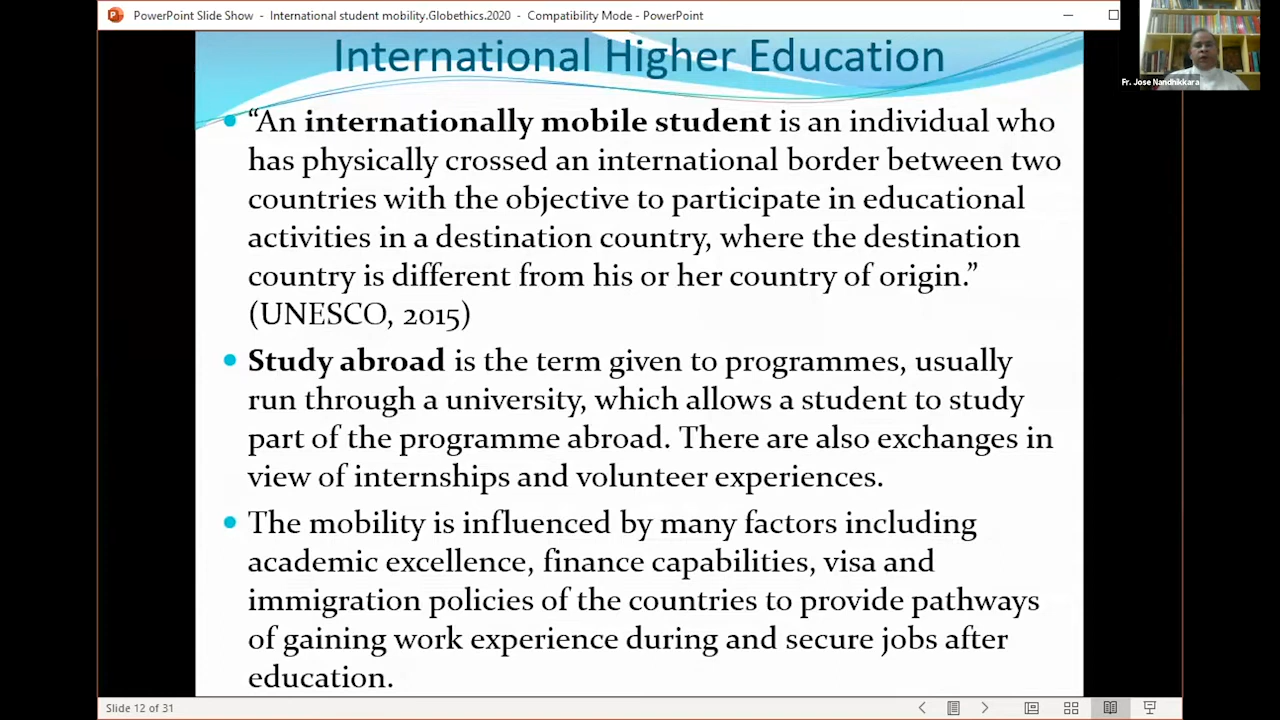 PowerPoint Slide Show - International student mobility.Globethics.2020 - Compatibility Mode - PowerPoint
Fr. Jose Nandhikkara
International Higher Education
• “An internationally mobile student is an individual who
has physically crossed an international border between two
countries with the objective to participate in educational
activities in a destination country, where the destination
country is different from his or her country of origin.”
(UNESCO, 2015)
• Study abroad is the term given to programmes, usually
run through a university, which allows a student to study
part of the programme abroad. There are also exchanges in
view of internships and volunteer experiences.
• The mobility is influenced by many factors including
academic excellence, finance capabilities, visa and
immigration policies of the countries to provide pathways
of gaining work experience during and secure jobs after
education.
Slide 12 of 31